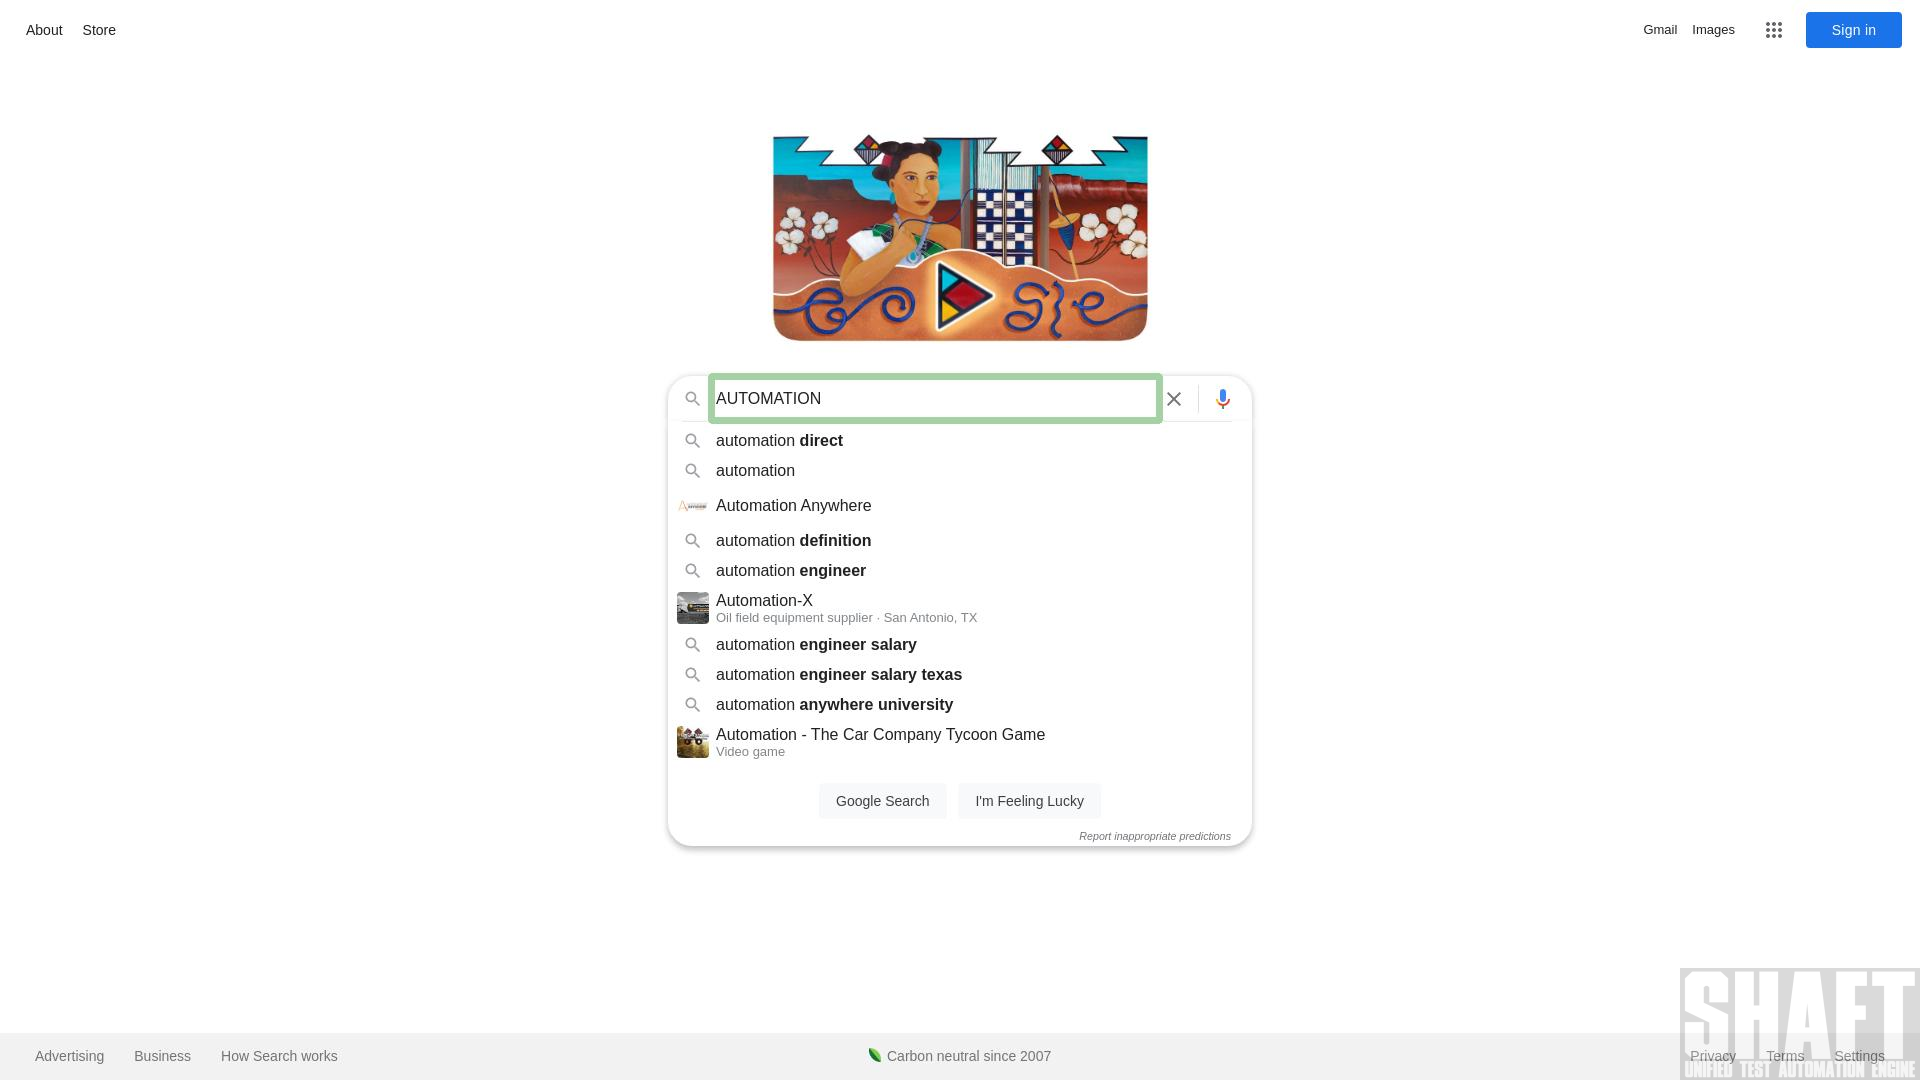 About Store
Gmail Images Sign in
AUTOMATION
automation direct
automation
Automation Anywhere
automation definition
automation engineer
Automation-X
Oil field equipment supplier · San Antonio, TX
automation engineer salary
automation engineer salary texas
automation anywhere university
Automation - The Car Company Tycoon Game
Video game
Google Search I'm Feeling Lucky
Report inappropriate predictions
SHAFT
Advertising Business How Search works Carbon neutral since 2007 Privacy Terms Settings
UNIFIED TEST AUTOMATION ENGINE